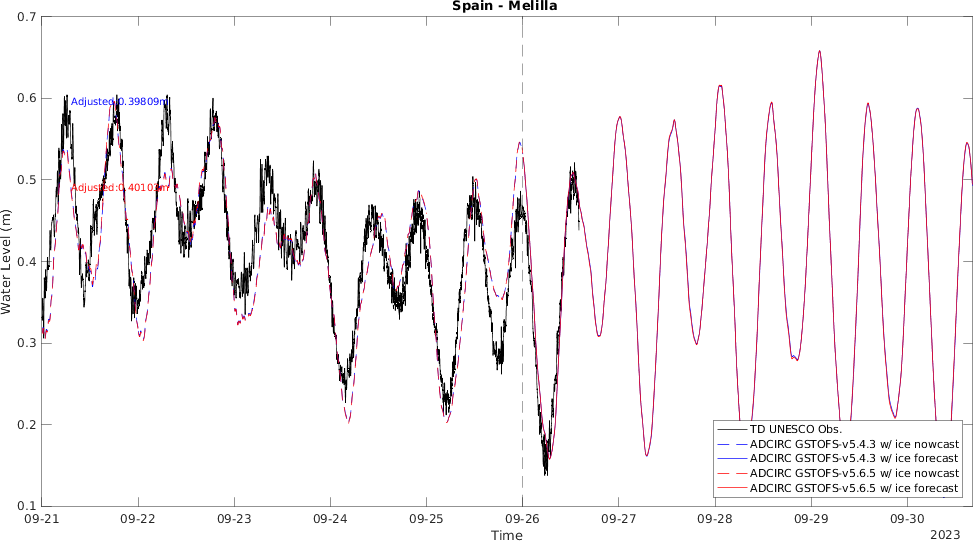 Spain - Melilla
0.7
0.6
0.5
0.4
0.3
0.2
0.1
Water Level (m)
Adjusted:0.39809m
Adjusted:0.40103m
TD UNESCO Obs.
ADCIRC GSTOFS-v5.4.3 w/ ice nowcast
ADCIRC GSTOFS-v5.4.3 w/ ice forecast
ADCIRC GSTOFS-v5.6.5 w/ ice nowcast
ADCIRC GSTOFS-v5.6.5 w/ ice forecast
09-21 09-22 09-23 09-24 09-25 09-26 09-27 09-28 09-29 09-30
Time
2023